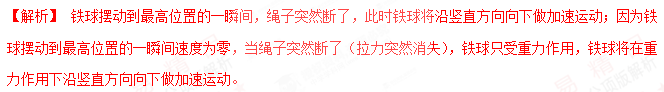 【解析】 铁球摆动到最高位置的一瞬间，绳子突然断了，此时铁球将沿竖直方向向下做加速运动；因为铁
球摆动到最高位置的一瞬间速度为零，当绳子突然断了（拉力突然消失），铁球只受重力作用，铁球将在重
力作用下沿竖直方向向下做加速运动。